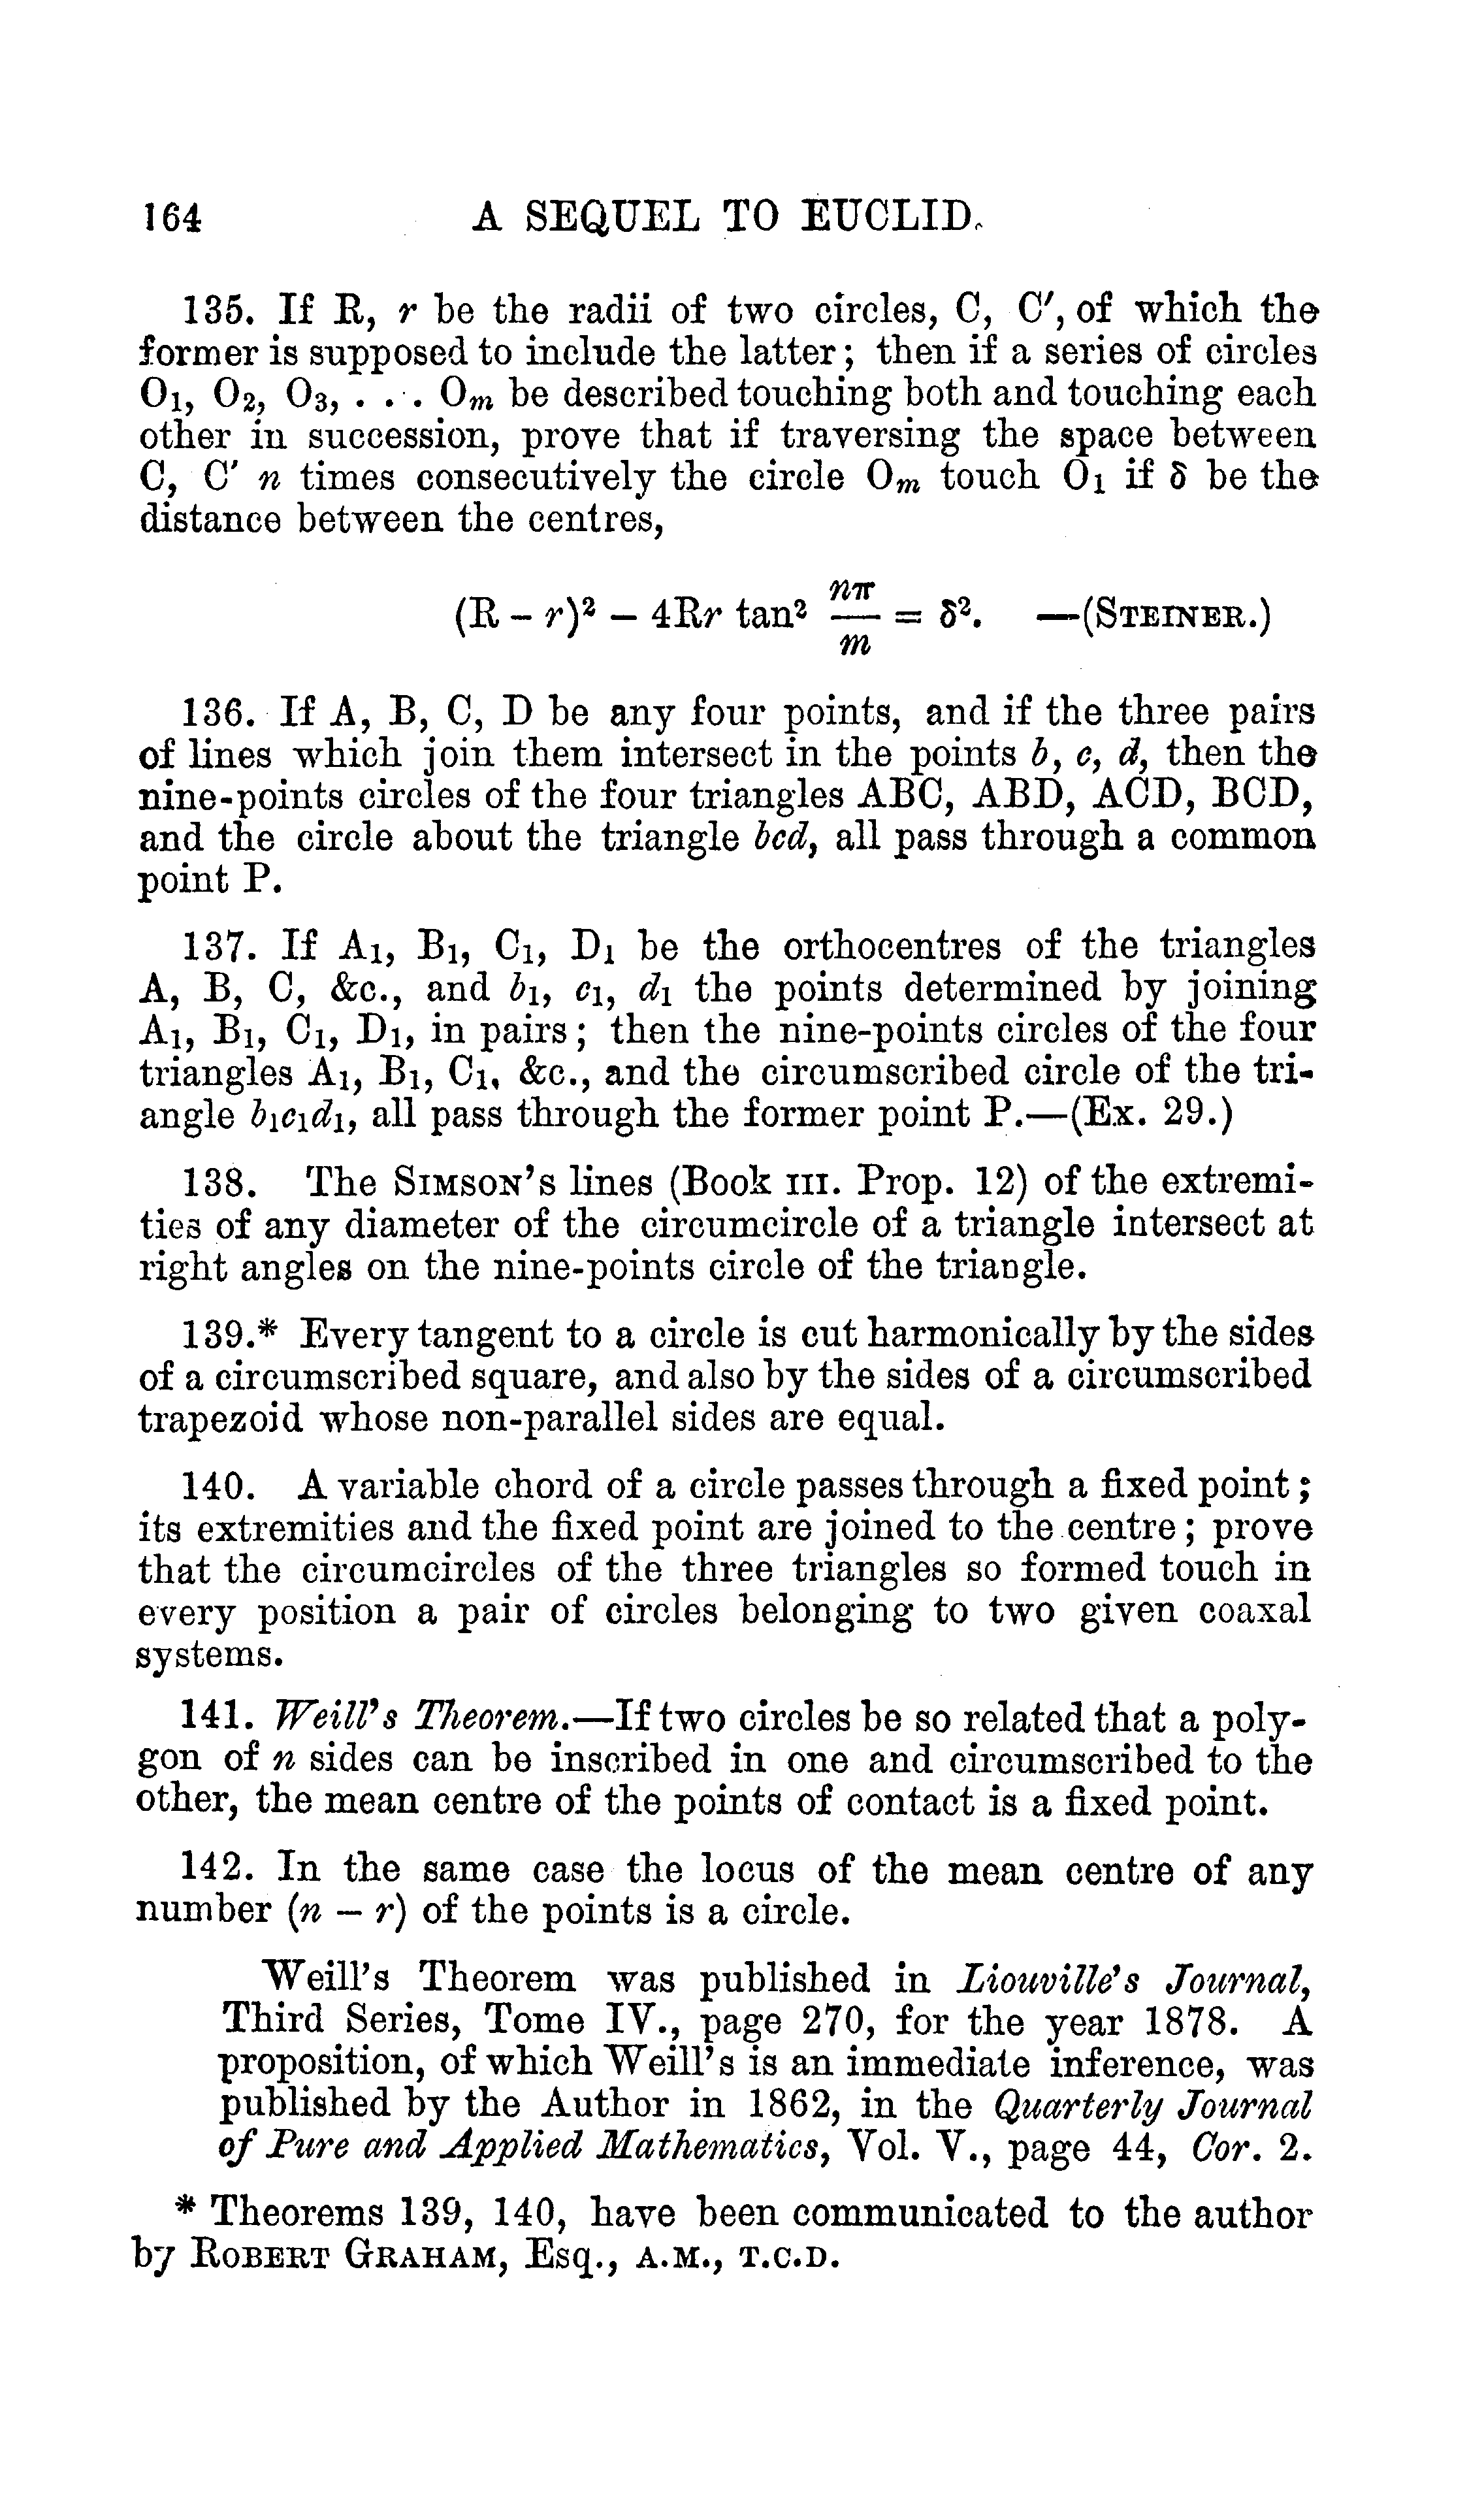 164 A SEQUEL TO EUCLID.
135. If R, r be the radii of two circles, C, C′, of which the
former is supposed to include the latter; then if a series of circles
O₁, O₂, O₃, . . . Oₘ be described touching both and touching each
other in succession, prove that if traversing the space between
C, C′ n times consecutively the circle Oₘ touch O₁ if δ be the
distance between the centres,
(R – r)² – 4Rr tan² nπ/m = δ². —(STEINER.)
136. If A, B, C, D be any four points, and if the three pairs
of lines which join them intersect in the points b, c, d, then the
nine-points circles of the four triangles ABC, ABD, ACD, BCD,
and the circle about the triangle bcd, all pass through a common
point P.
137. If A₁, B₁, C₁, D₁ be the orthocentres of the triangles
A, B, C, &c., and b₁, c₁, d₁ the points determined by joining
A₁, B₁, C₁, D₁, in pairs; then the nine-points circles of the four
triangles A₁, B₁, C₁, &c., and the circumscribed circle of the tri-
angle b₁c₁d₁, all pass through the former point P.—(Ex. 29.)
138. The SIMSON'S lines (Book III. Prop. 12) of the extremi-
ties of any diameter of the circumcircle of a triangle intersect at
right angles on the nine-points circle of the triangle.
139.* Every tangent to a circle is cut harmonically by the sides
of a circumscribed square, and also by the sides of a circumscribed
trapezoid whose non-parallel sides are equal.
140. A variable chord of a circle passes through a fixed point;
its extremities and the fixed point are joined to the centre; prove
that the circumcircles of the three triangles so formed touch in
every position a pair of circles belonging to two given coaxal
systems.
141. Weill's Theorem.—If two circles be so related that a poly-
gon of n sides can be inscribed in one and circumscribed to the
other, the mean centre of the points of contact is a fixed point.
142. In the same case the locus of the mean centre of any
number (n – r) of the points is a circle.
Weill's Theorem was published in Liouville's Journal,
Third Series, Tome IV., page 270, for the year 1878. A
proposition, of which Weill's is an immediate inference, was
published by the Author in 1862, in the Quarterly Journal
of Pure and Applied Mathematics, Vol. V., page 44, Cor. 2.
* Theorems 139, 140, have been communicated to the author
by ROBERT GRAHAM, Esq., A.M., T.C.D.